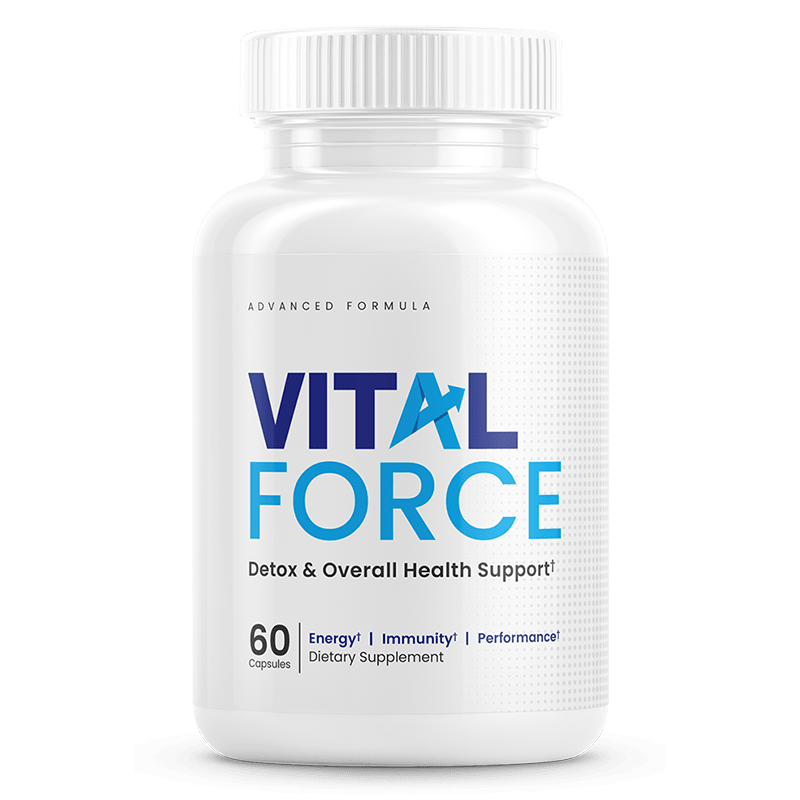 ADVANCED FORMULA
VITAL
FORCE
Detox & Overall Health Support†
60
Capsules
Energy† | Immunity† | Performance†
Dietary Supplement